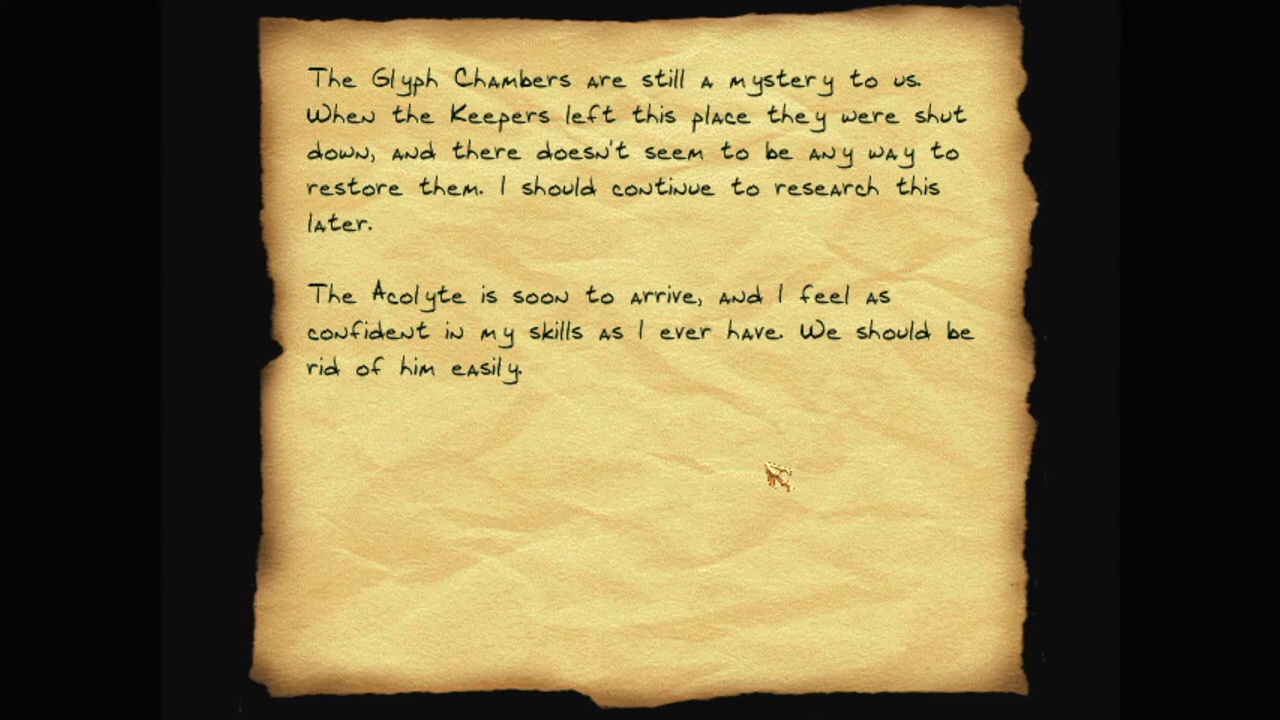 The Glyph Chambers are still a mystery to us.
When the Keepers left this place they were shut
down, and there doesn't seem to be any way to
restore them. I should continue to research this
later.
The Acolyte is soon to arrive, and I feel as
confident in my skills as I ever have. We should be
rid of him easily.